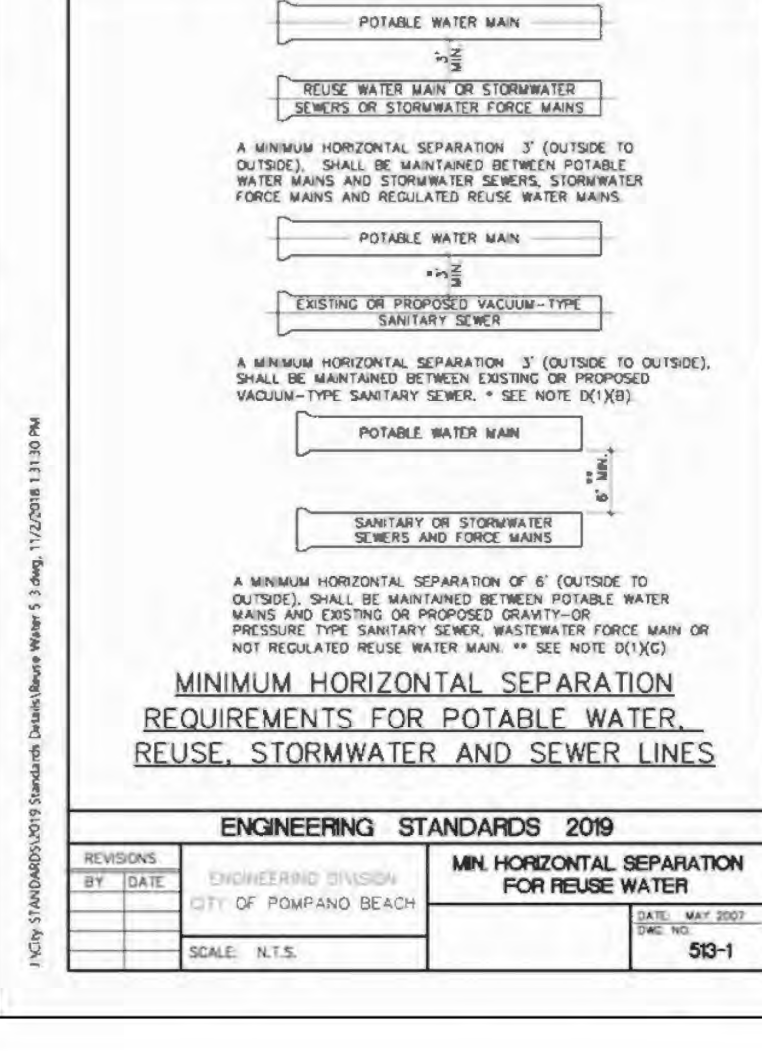 POTABLE WATER MAIN
3'
MIN.
REUSE WATER MAIN OR STORMWATER
SEWERS OR STORMWATER FORCE MAINS
A MINIMUM HORIZONTAL SEPARATION 3' (OUTSIDE TO
OUTSIDE), SHALL BE MAINTAINED BETWEEN POTABLE
WATER MAINS AND STORMWATER SEWERS, STORMWATER
FORCE MAINS AND REGULATED REUSE WATER MAINS.
POTABLE WATER MAIN
*3'
MIN.
EXISTING OR PROPOSED VACUUM-TYPE
SANITARY SEWER
A MINIMUM HORIZONTAL SEPARATION 3' (OUTSIDE TO OUTSIDE),
SHALL BE MAINTAINED BETWEEN EXISTING OR PROPOSED
VACUUM-TYPE SANITARY SEWER. * SEE NOTE D(1)(B)
POTABLE WATER MAIN
**
6' MIN.
SANITARY OR STORMWATER
SEWERS AND FORCE MAINS
A MINIMUM HORIZONTAL SEPARATION OF 6' (OUTSIDE TO
OUTSIDE), SHALL BE MAINTAINED BETWEEN POTABLE WATER
MAINS AND EXISTING OR PROPOSED GRAVITY-OR
PRESSURE TYPE SANITARY SEWER, WASTEWATER FORCE MAIN OR
NOT REGULATED REUSE WATER MAIN. ** SEE NOTE D(1)(C)
MINIMUM HORIZONTAL SEPARATION
REQUIREMENTS FOR POTABLE WATER,
REUSE, STORMWATER AND SEWER LINES
J:\City STANDARDS\2019 Standards Details\Reuse Water 5 3.dwg, 11/2/2018 1:31:30 PM
ENGINEERING STANDARDS 2019
REVISIONS
BY DATE
ENGINEERING DIVISION
CITY OF POMPANO BEACH
SCALE: N.T.S.
MIN. HORIZONTAL SEPARATION
FOR REUSE WATER
DATE: MAY 2007
DWG. NO.
513-1